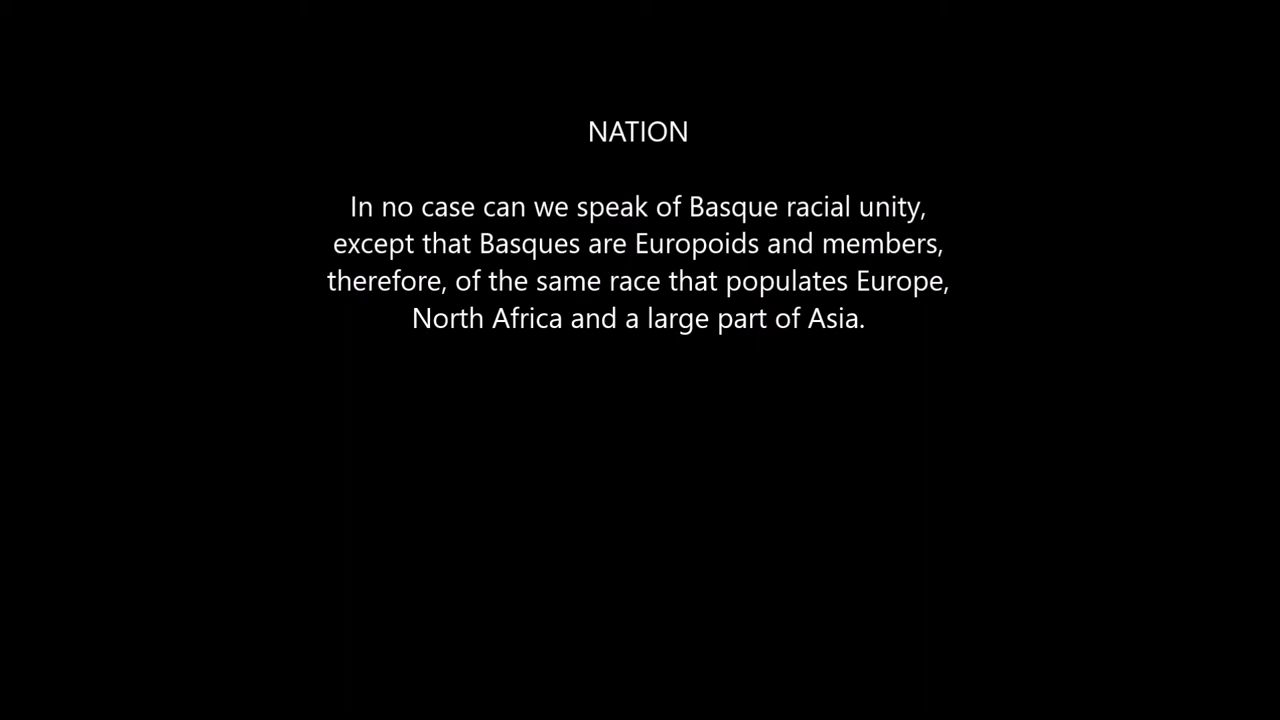 NATION
In no case can we speak of Basque racial unity,
except that Basques are Europoids and members,
therefore, of the same race that populates Europe,
North Africa and a large part of Asia.